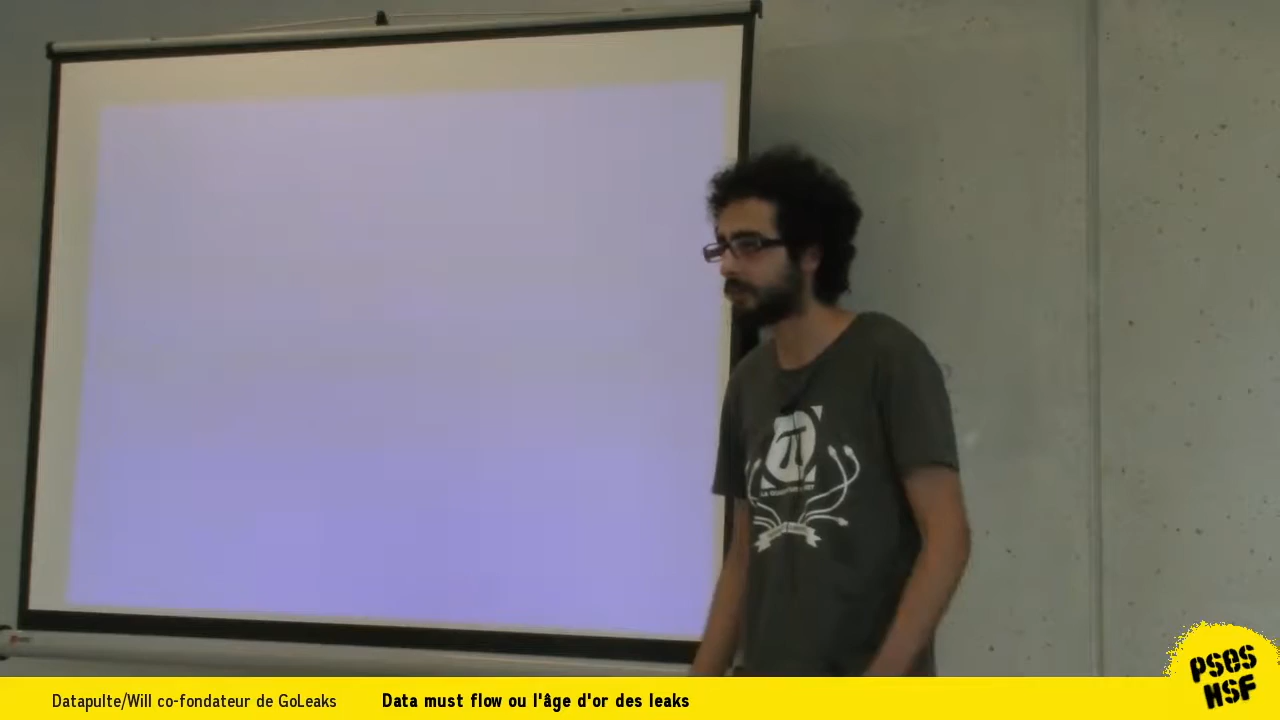 π
Datapulte/Will co-fondateur de GoLeaks
Data must flow ou l'âge d'or des leaks
PSES
HSF